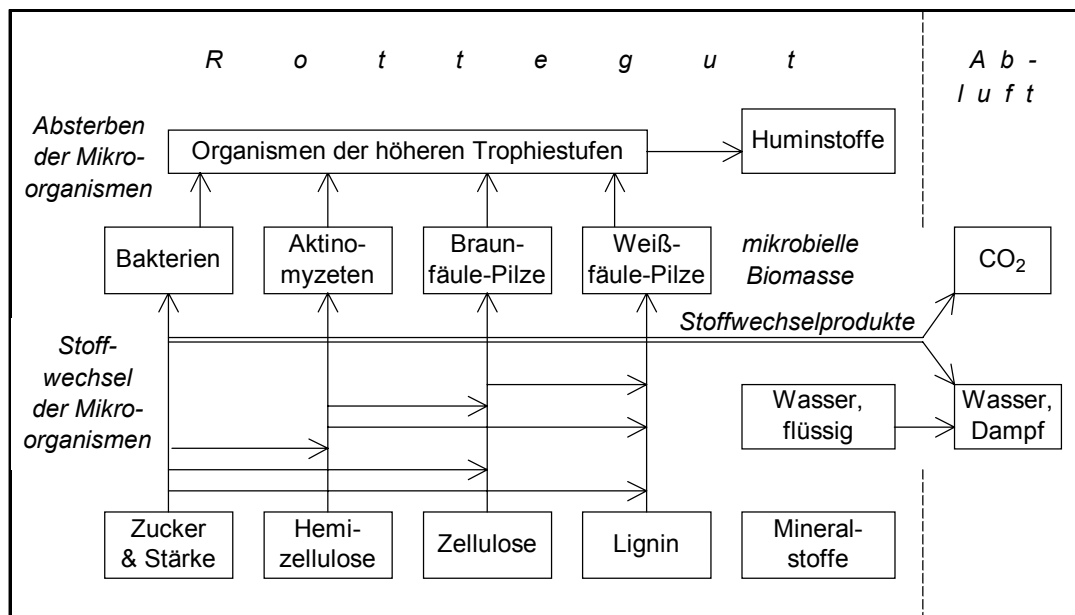 R o t t e g u t
A b -
l u f t
Absterben
der Mikro-
organismen
Organismen der höheren Trophiestufen
Huminstoffe
Bakterien
Aktino-
myzeten
Braun-
fäule-Pilze
Weiß-
fäule-Pilze
mikrobielle
Biomasse
CO₂
Stoffwechselprodukte
Stoff-
wechsel
der Mikro-
organismen
Wasser,
flüssig
Wasser,
Dampf
Zucker
& Stärke
Hemi-
zellulose
Zellulose
Lignin
Mineral-
stoffe